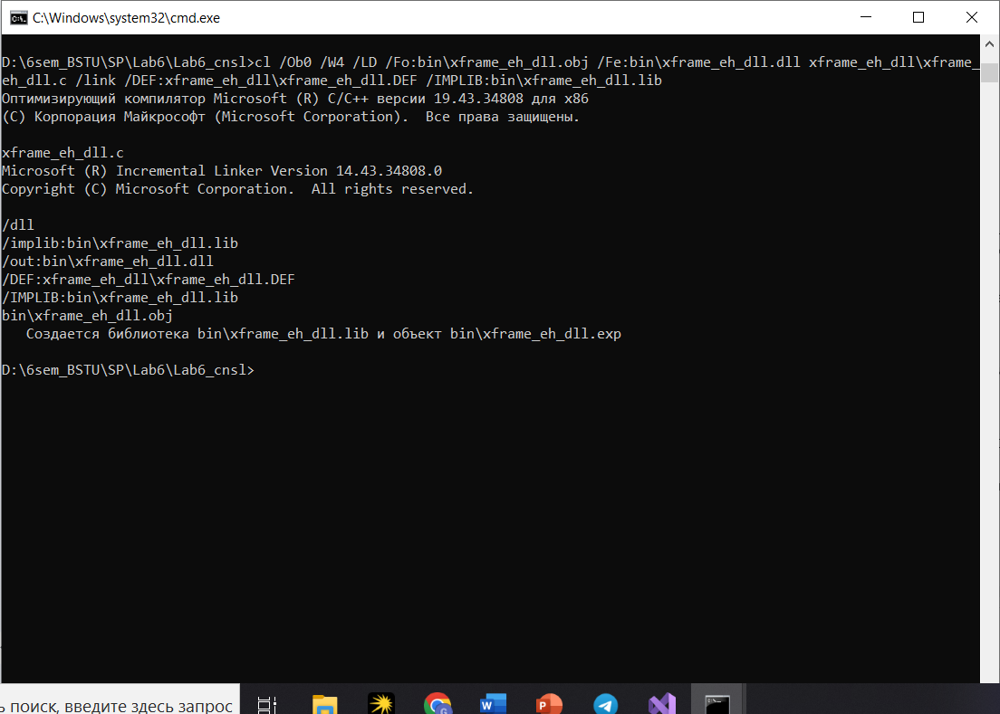 C:\Windows\system32\cmd.exe
D:\6sem_BSTU\SP\Lab6\Lab6_cnsl>cl /Ob0 /W4 /LD /Fo:bin\xframe_eh_dll.obj /Fe:bin\xframe_eh_dll.dll xframe_eh_dll\xframe_
eh_dll.c /link /DEF:xframe_eh_dll\xframe_eh_dll.DEF /IMPLIB:bin\xframe_eh_dll.lib
Оптимизирующий компилятор Microsoft (R) C/C++ версии 19.43.34808 для x86
(C) Корпорация Майкрософт (Microsoft Corporation).  Все права защищены.
xframe_eh_dll.c
Microsoft (R) Incremental Linker Version 14.43.34808.0
Copyright (C) Microsoft Corporation.  All rights reserved.
/dll
/implib:bin\xframe_eh_dll.lib
/out:bin\xframe_eh_dll.dll
/DEF:xframe_eh_dll\xframe_eh_dll.DEF
/IMPLIB:bin\xframe_eh_dll.lib
bin\xframe_eh_dll.obj
   Создается библиотека bin\xframe_eh_dll.lib и объект bin\xframe_eh_dll.exp
D:\6sem_BSTU\SP\Lab6\Lab6_cnsl>
ь поиск, введите здесь запрос